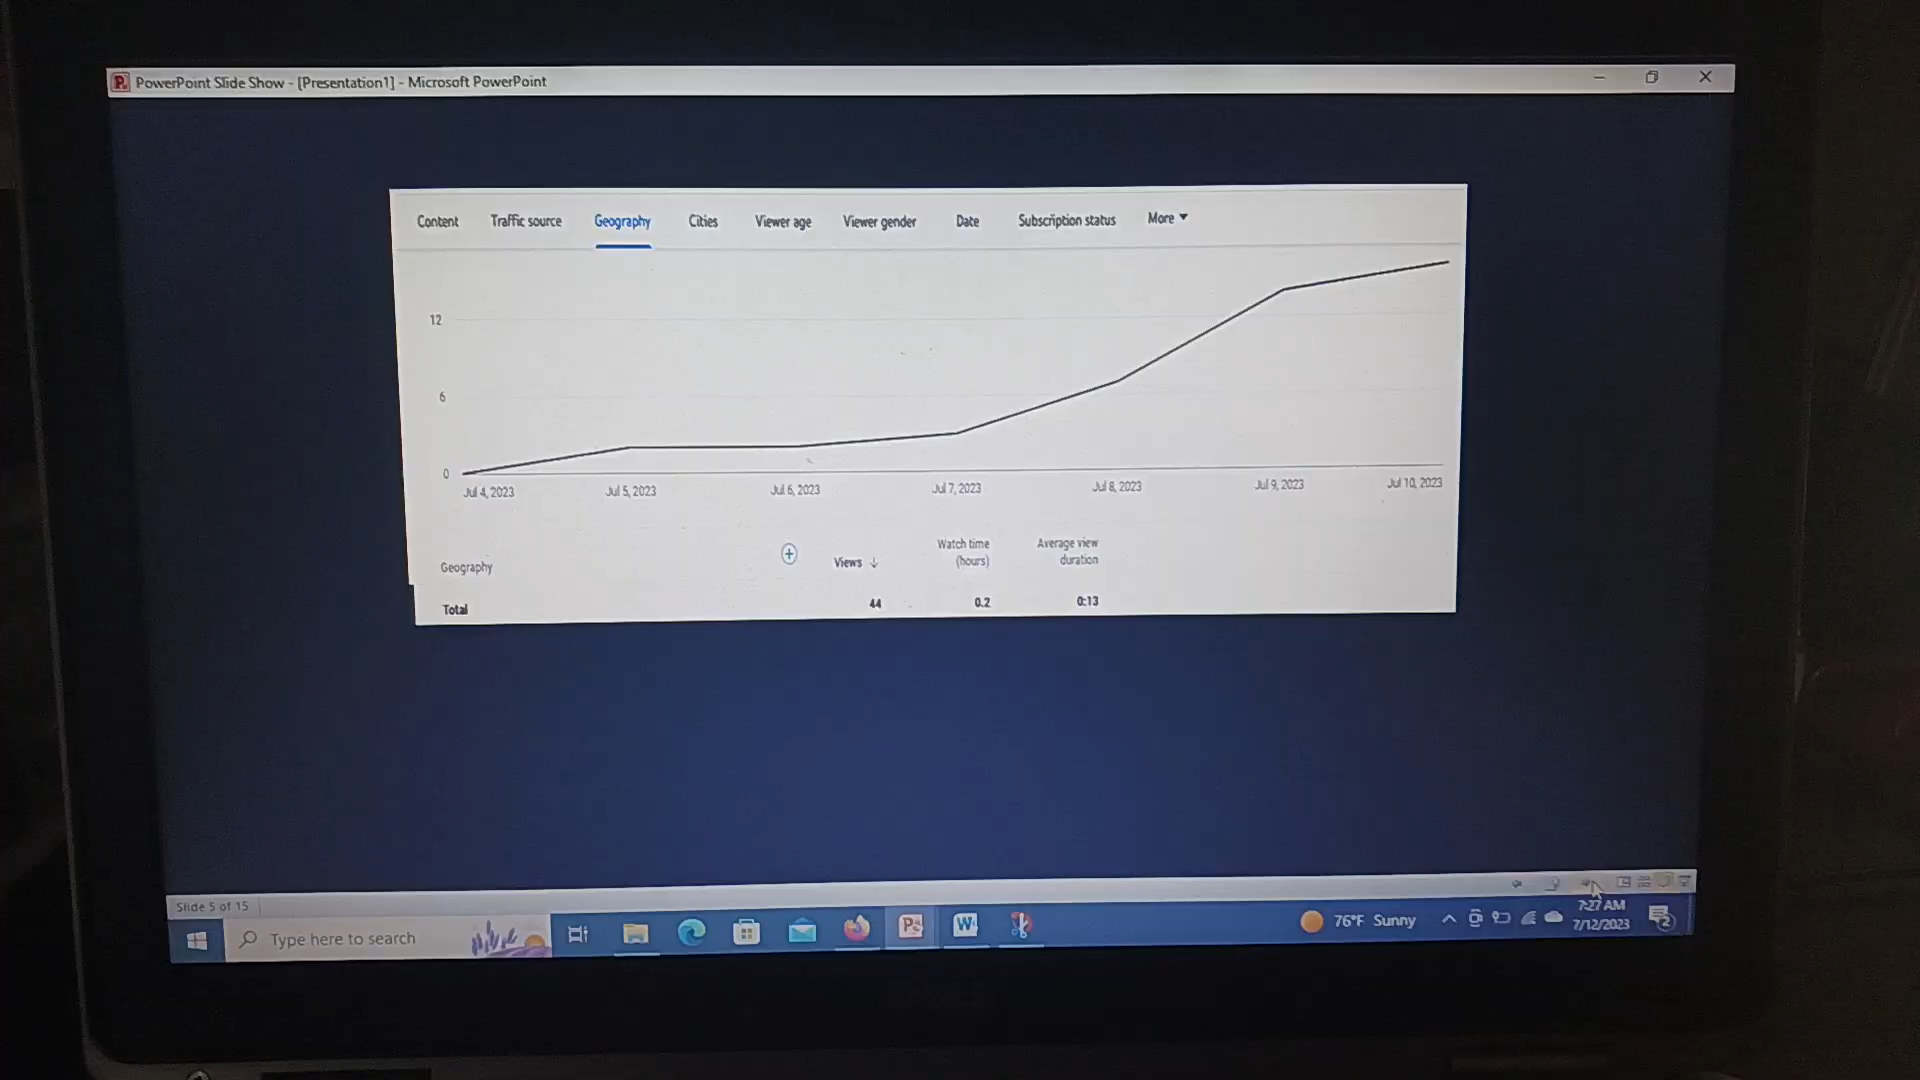 PowerPoint Slide Show - [Presentation1] - Microsoft PowerPoint
Content Traffic source Geography Cities Viewer age Viewer gender Date Subscription status More
12
6
0
Jul 4, 2023 Jul 5, 2023 Jul 6, 2023 Jul 7, 2023 Jul 8, 2023 Jul 9, 2023 Jul 10, 2023
Geography Views Watch time (hours) Average view duration
Total 44 0.2 0:13
Slide 5 of 15
Type here to search 76°F Sunny 7:27 AM
7/12/2023
2